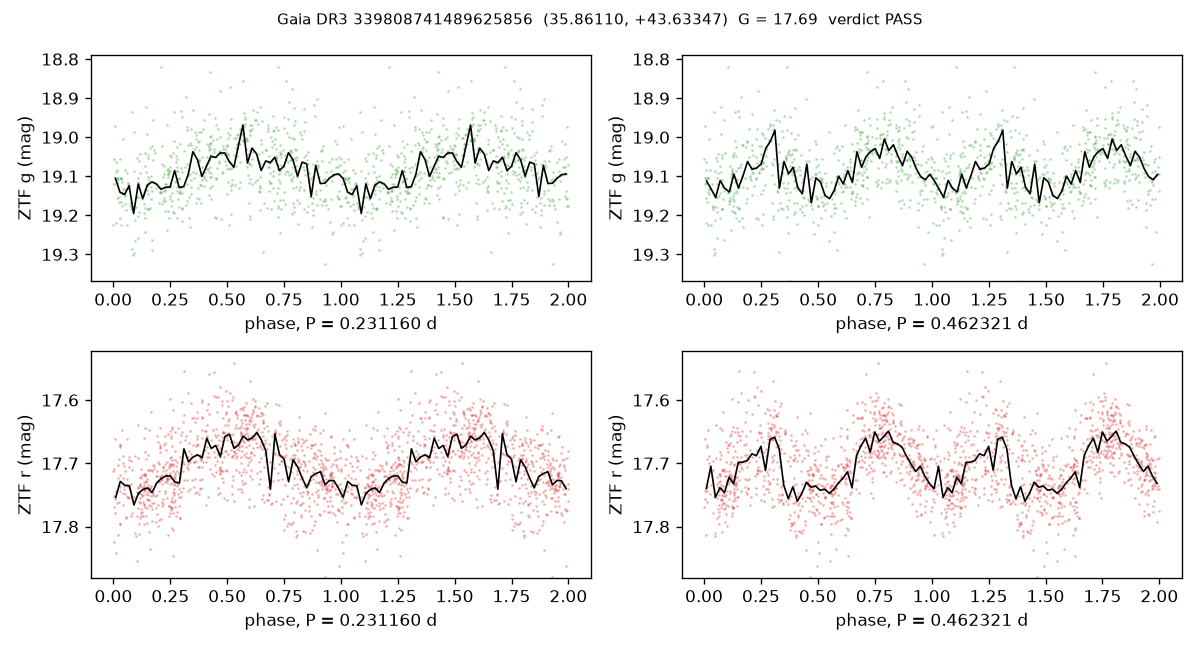 Gaia DR3 339808741489625856 (35.86110, +43.63347) G = 17.69 verdict PASS
18.8
18.9
19.0
19.1
19.2
19.3
ZTF g (mag)
0.00 0.25 0.50 0.75 1.00 1.25 1.50 1.75 2.00
phase, P = 0.231160 d
18.8
18.9
19.0
19.1
19.2
19.3
ZTF g (mag)
0.00 0.25 0.50 0.75 1.00 1.25 1.50 1.75 2.00
phase, P = 0.462321 d
17.6
17.7
17.8
ZTF r (mag)
0.00 0.25 0.50 0.75 1.00 1.25 1.50 1.75 2.00
phase, P = 0.231160 d
17.6
17.7
17.8
ZTF r (mag)
0.00 0.25 0.50 0.75 1.00 1.25 1.50 1.75 2.00
phase, P = 0.462321 d